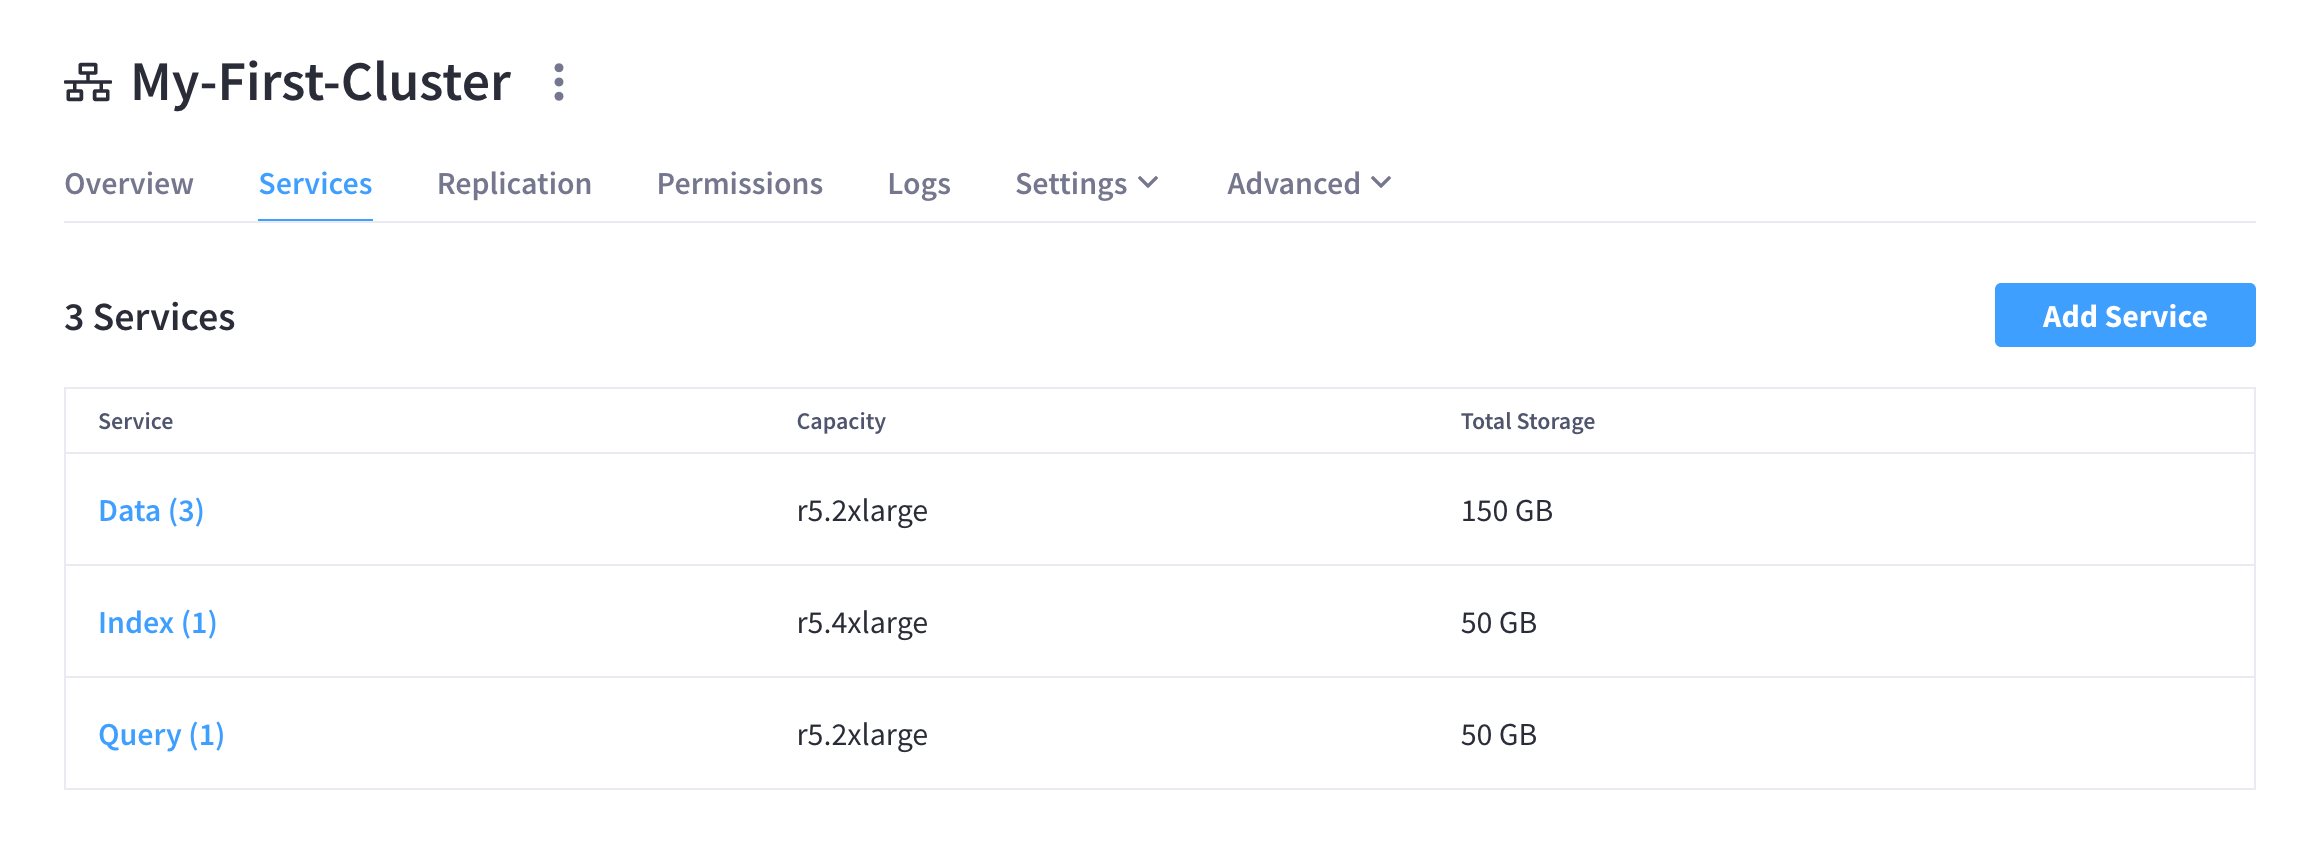 My-First-Cluster
Overview Services Replication Permissions Logs Settings Advanced
3 Services Add Service
Service Capacity Total Storage
Data (3) r5.2xlarge 150 GB
Index (1) r5.4xlarge 50 GB
Query (1) r5.2xlarge 50 GB